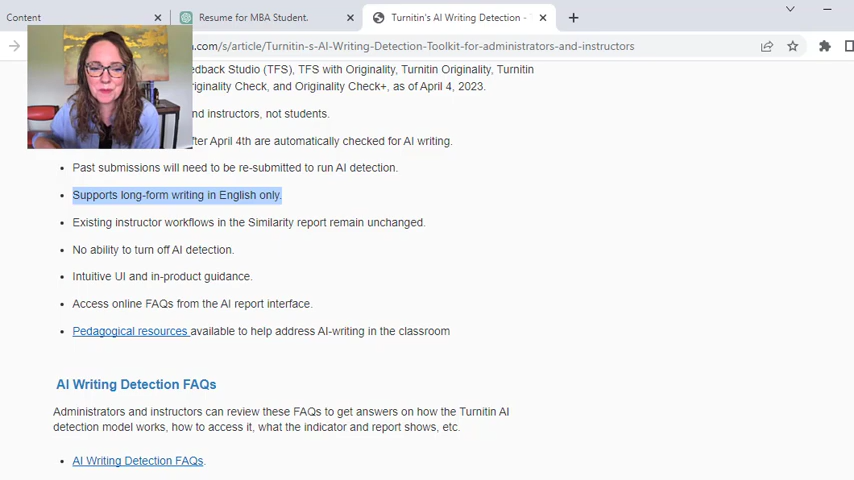 Content
Resume for MBA Student.
Turnitin's AI Writing Detection -
.com/s/article/Turnitin-s-AI-Writing-Detection-Toolkit-for-administrators-and-instructors
edback Studio (TFS), TFS with Originality, Turnitin Originality, Turnitin
riginality Check, and Originality Check+, as of April 4, 2023.
nd instructors, not students.
after April 4th are automatically checked for AI writing.
Past submissions will need to be re-submitted to run AI detection.
Supports long-form writing in English only.
Existing instructor workflows in the Similarity report remain unchanged.
No ability to turn off AI detection.
Intuitive UI and in-product guidance.
Access online FAQs from the AI report interface.
Pedagogical resources available to help address AI-writing in the classroom
AI Writing Detection FAQs
Administrators and instructors can review these FAQs to get answers on how the Turnitin AI
detection model works, how to access it, what the indicator and report shows, etc.
AI Writing Detection FAQs.